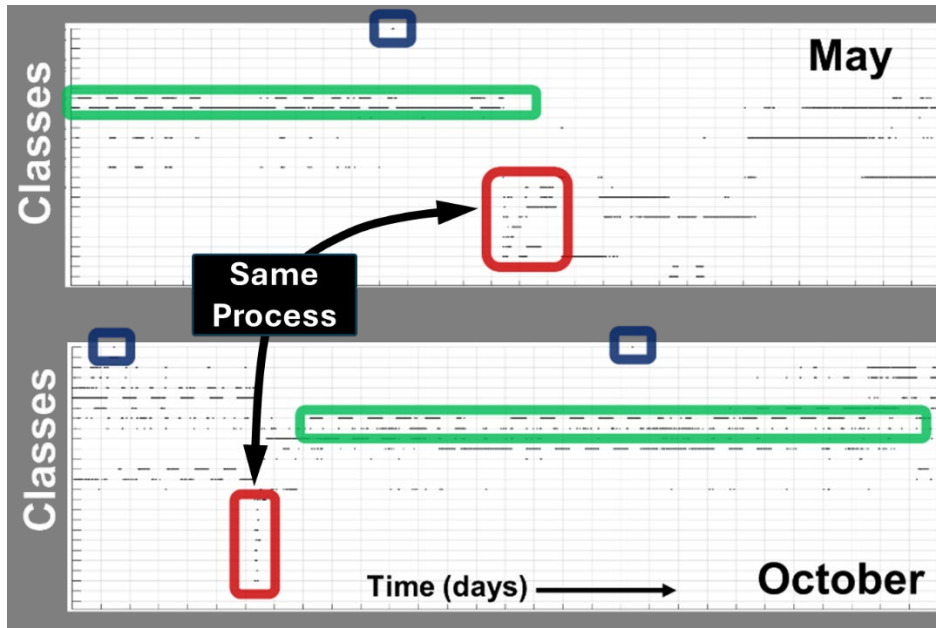 May
Classes
Same
Process
Classes
Time (days)
October